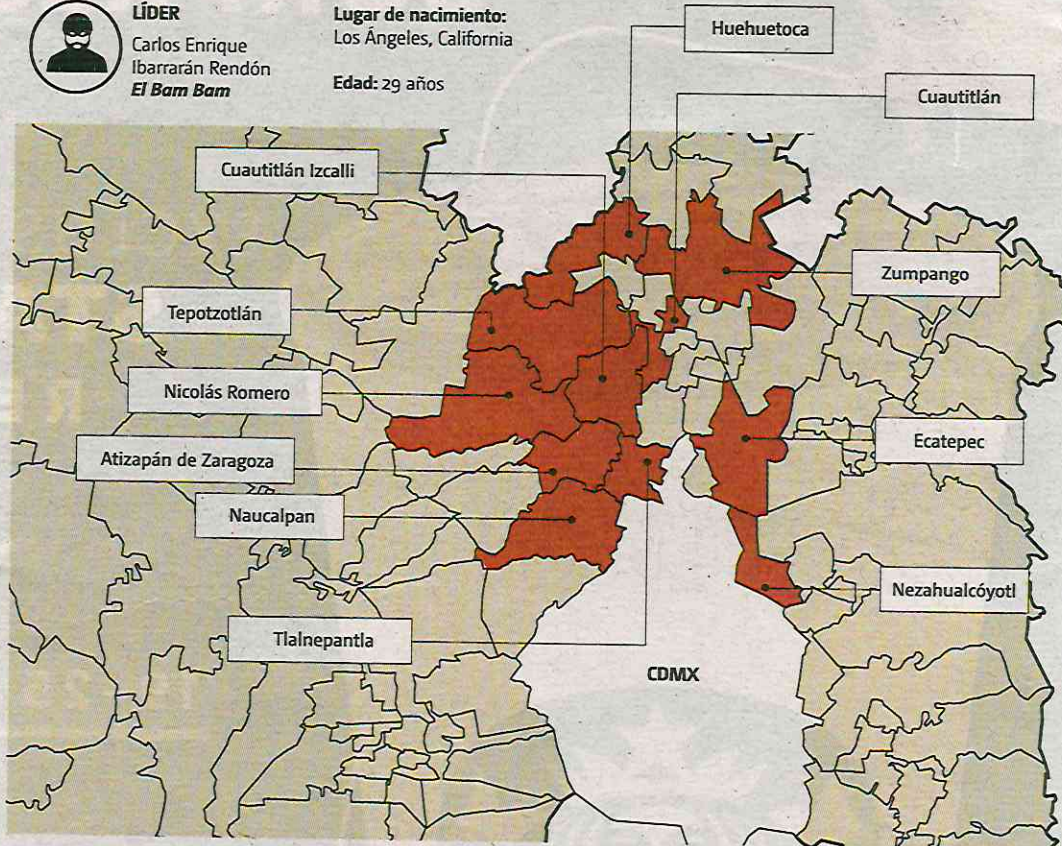 LÍDER
Carlos Enrique
Ibarrarán Rendón
El Bam Bam
Lugar de nacimiento:
Los Ángeles, California
Edad: 29 años
Huehuetoca
Cuautitlán
Cuautitlán Izcalli
Zumpango
Tepotzotlán
Nicolás Romero
Ecatepec
Atizapán de Zaragoza
Naucalpan
Nezahualcóyotl
Tlalnepantla
CDMX